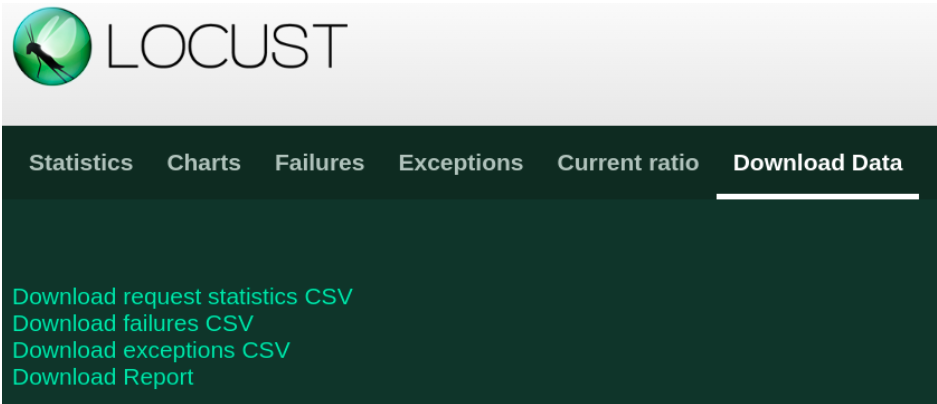 LOCUST
Statistics Charts Failures Exceptions Current ratio Download Data
Download request statistics CSV
Download failures CSV
Download exceptions CSV
Download Report